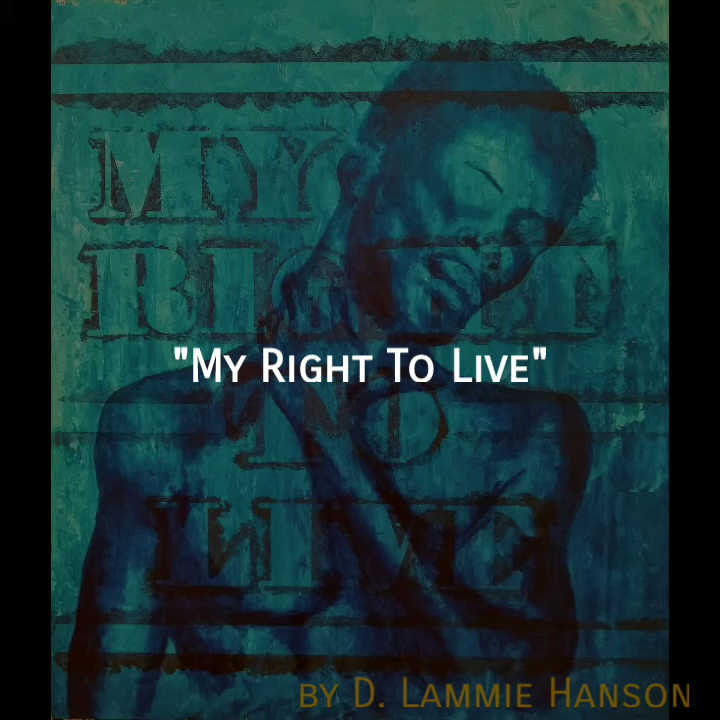 MY
RIGHT
"My Right To Live"
TO
LIVE
by D. Lammie Hanson